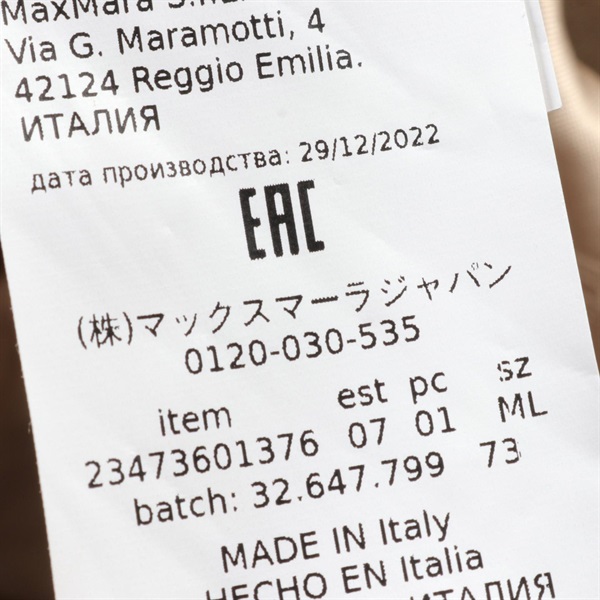 MaxMara S.r.l.
Via G. Maramotti, 4
42124 Reggio Emilia.
ИТАЛИЯ
дата производства: 29/12/2022
EAC
(株)マックスマーラジャパン
0120-030-535
item est pc sz
23473601376 07 01 ML
batch: 32.647.799 73
MADE IN Italy
HECHO EN Italia
ИТАЛИЯ